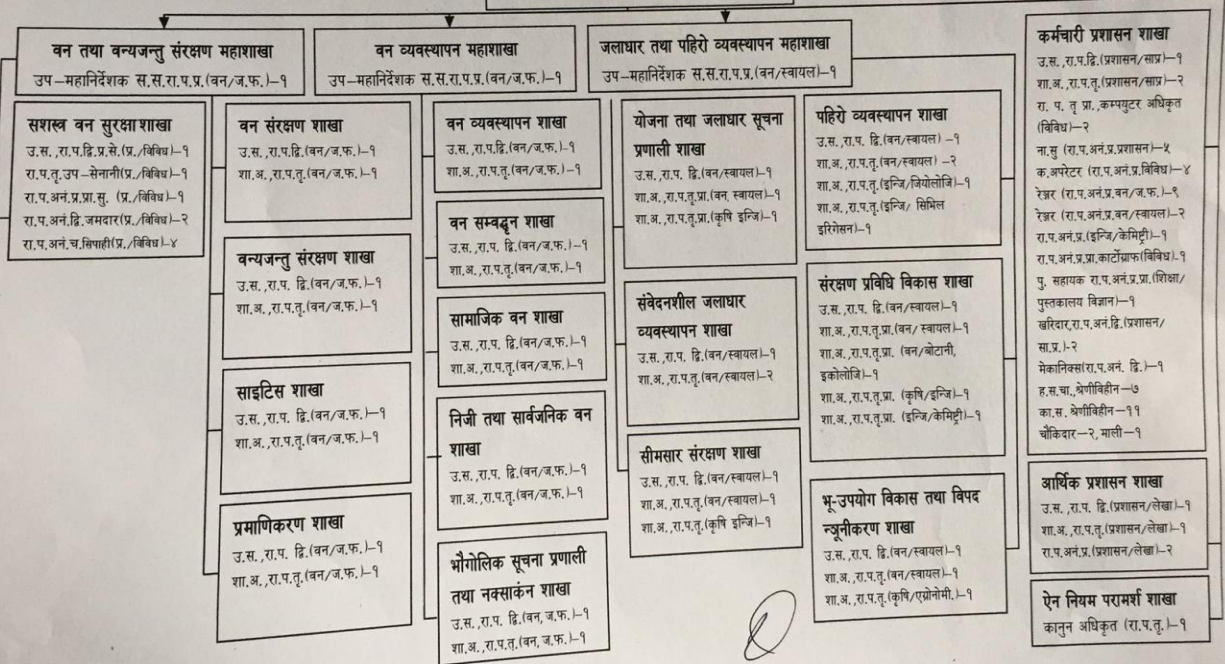 वन तथा वन्यजन्तु संरक्षण महाशाखा
उप-महानिर्देशक स.स.रा.प.प्र.(वन/ज.फ.)-१
वन व्यवस्थापन महाशाखा
उप-महानिर्देशक स.स.रा.प.प्र.(वन/ज.फ.)-१
जलाधार तथा पहिरो व्यवस्थापन महाशाखा
उप-महानिर्देशक स.स.रा.प.प्र.(वन/स्वायल)-१
सशस्त्र वन सुरक्षा शाखा
उ.स.,रा.प.द्वि.प्र.से.(प्र./विविध)-१
रा.प.तृ.उप-सेनानी(प्र./विविध)-१
रा.प.अनं.प्र.प्रा.सु. (प्र./विविध)-१
रा.प.अनं.द्वि.जमदार(प्र./विविध)-२
रा.प.अनं.च.सिपाही(प्र./विविध)-४
वन संरक्षण शाखा
उ.स.,रा.प.द्वि.(वन/ज.फ.)-१
शा.अ.,रा.प.तृ.(वन/ज.फ.)-१
वन्यजन्तु संरक्षण शाखा
उ.स.,रा.प. द्वि.(वन/ज.फ.)-१
शा.अ.,रा.प.तृ.(वन/ज.फ.)-१
साइटिस शाखा
उ.स.,रा.प. द्वि.(वन/ज.फ.)-१
शा.अ.,रा.प.तृ.(वन/ज.फ.)-१
प्रमाणिकरण शाखा
उ.स.,रा.प. द्वि.(वन/ज.फ.)-१
शा.अ.,रा.प.तृ.(वन/ज.फ.)-१
वन व्यवस्थापन शाखा
उ.स.,रा.प.द्वि.(वन/ज.फ.)-१
शा.अ.,रा.प.तृ.(वन/ज.फ.)-१
वन सम्वद्धन शाखा
उ.स.,रा.प. द्वि.(वन/ज.फ.)-१
शा.अ.,रा.प.तृ.(वन/ज.फ.)-१
सामाजिक वन शाखा
उ.स.,रा.प. द्वि.(वन/ज.फ.)-१
शा.अ.,रा.प.तृ.(वन/ज.फ.)-१
निजी तथा सार्वजनिक वन
शाखा
उ.स.,रा.प. द्वि.(वन/ज.फ.)-१
शा.अ.,रा.प.तृ.(वन/ज.फ.)-१
भौगोलिक सूचना प्रणाली
तथा नक्साकंन शाखा
उ.स.,रा.प. द्वि.(वन, ज.फ.)-१
शा.अ.,रा.प.तृ.(वन, ज.फ.)-१
योजना तथा जलाधार सूचना
प्रणाली शाखा
उ.स.,रा.प. द्वि.(वन/स्वायल)-१
शा.अ.,रा.प.तृ.प्रा.(वन, स्वायल)-१
शा.अ.,रा.प.तृ.प्रा.(कृषि इन्जि)-१
संवेदनशील जलाधार
व्यवस्थापन शाखा
उ.स.,रा.प. द्वि.(वन/स्वायल)-१
शा.अ.,रा.प.तृ.(वन/स्वायल)-२
सीमसार संरक्षण शाखा
उ.स.,रा.प. द्वि.(वन/स्वायल)-१
शा.अ.,रा.प.तृ.(वन/स्वायल)-१
शा.अ.,रा.प.तृ.(कृषि इन्जि)-१
पहिरो व्यवस्थापन शाखा
उ.स.,रा.प. द्वि.(वन/स्वायल) -१
शा.अ.,रा.प.तृ.(वन/स्वायल) -२
शा.अ.,रा.प.तृ.(इन्जि/जियोलोजि)-१
शा.अ.,रा.प.तृ.(इन्जि/ सिभिल
इरिगेसन)-१
संरक्षण प्रविधि विकास शाखा
उ.स.,रा.प. द्वि.(वन/स्वायल)-१
शा.अ.,रा.प.तृ.प्रा.(वन/ स्वायल)-१
शा.अ.,रा.प.तृ.प्रा. (वन/बोटानी,
इकोलोजि)-१
शा.अ.,रा.प.तृ.प्रा. (कृषि/इन्जि)-१
शा.अ.,रा.प.तृ.प्रा. (इन्जि/केमिष्ट्री)-१
भू-उपयोग विकास तथा विपद
न्यूनीकरण शाखा
उ.स.,रा.प. द्वि.(वन/स्वायल)-१
शा.अ.,रा.प.तृ.(वन/स्वायल)-१
शा.अ.,रा.प.तृ.(कृषि/एग्रोनोमी.)-१
कर्मचारी प्रशासन शाखा
उ.स.,रा.प.द्वि.(प्रशासन/साप्र)-१
शा.अ.,रा.प.तृ.(प्रशासन/साप्र)-२
रा. प. तृ प्रा.,कम्पयुटर अधिकृत
(विविध)-२
ना.सु (रा.प.अनं.प्र.प्रशासन)-५
क.अपरेटर (रा.प.अनं.प्र.विविध)-४
रेञ्जर (रा.प.अनं.प्र.वन/ज.फ.)-९
रेञ्जर (रा.प.अनं.प्र.वन/स्वायल)-२
रा.प.अनं.प्र.(इन्जि/केमिष्ट्री)-१
रा.प.अनं.प्र.प्रा.कार्टोग्राफ(विविध)-१
पु. सहायक रा.प.अनं.प्र.प्रा.(शिक्षा/
पुस्तकालय विज्ञान)-१
खरिदार,रा.प.अनं.द्वि.(प्रशासन/
सा.प्र.)-२
मेकानिक्स(रा.प.अनं. द्वि.)-१
ह.स.चा.,श्रेणीविहीन-७
का.स. श्रेणीविहीन-११
चौकिदार-२, माली-१
आर्थिक प्रशासन शाखा
उ.स.,रा.प. द्वि.(प्रशासन/लेखा)-१
शा.अ.,रा.प.तृ.(प्रशासन/लेखा)-१
रा.प.अनं.प्र.(प्रशासन/लेखा)-२
ऐन नियम परामर्श शाखा
कानुन अधिकृत (रा.प.तृ.)-१